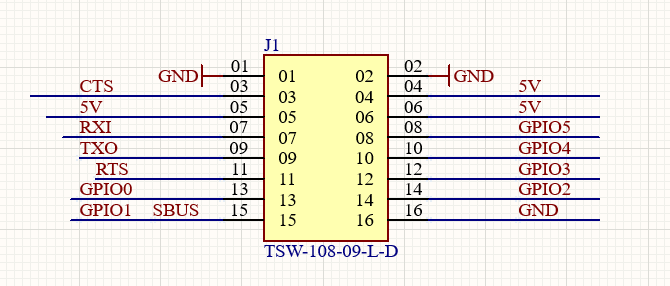 J1
GND 01 01 02 02 GND
CTS 03 03 04 04 5V
5V 05 05 06 06 5V
RXI 07 07 08 08 GPIO5
TXO 09 09 10 10 GPIO4
RTS 11 11 12 12 GPIO3
GPIO0 13 13 14 14 GPIO2
GPIO1 SBUS 15 15 16 16 GND
TSW-108-09-L-D